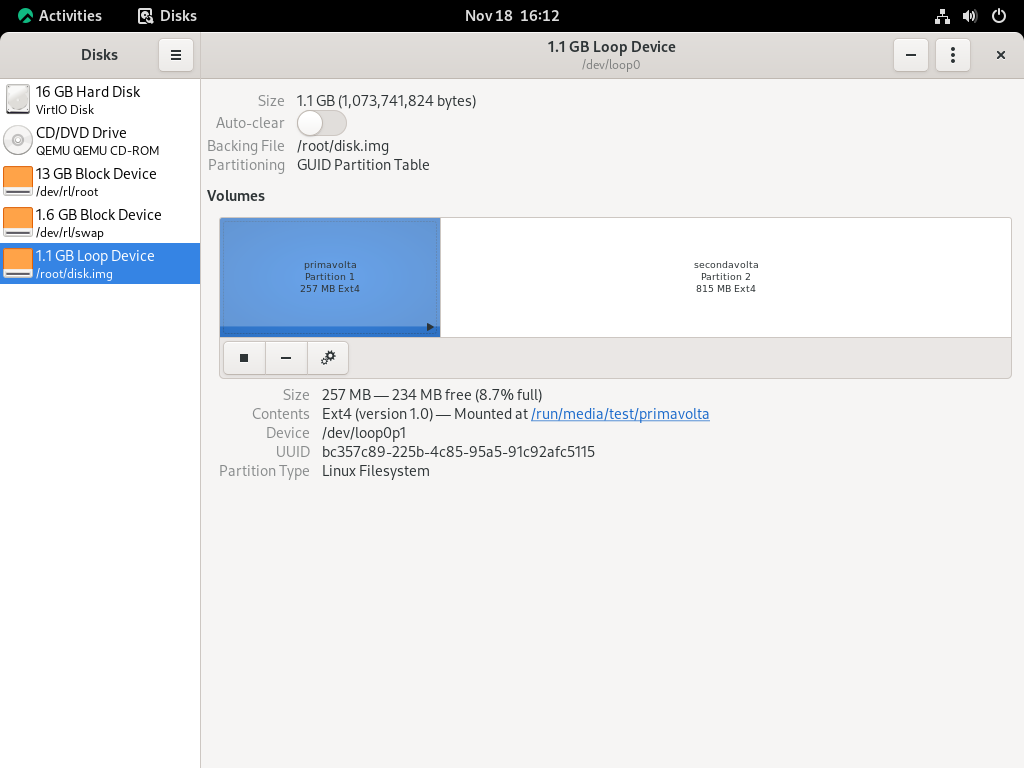 Activities
Disks
Nov 18 16:12
Disks
1.1 GB Loop Device
/dev/loop0
16 GB Hard Disk
VirtIO Disk
CD/DVD Drive
QEMU QEMU CD-ROM
13 GB Block Device
/dev/rl/root
1.6 GB Block Device
/dev/rl/swap
1.1 GB Loop Device
/root/disk.img
Size 1.1 GB (1,073,741,824 bytes)
Auto-clear
Backing File /root/disk.img
Partitioning GUID Partition Table
Volumes
primavolta
Partition 1
257 MB Ext4
secondavolta
Partition 2
815 MB Ext4
Size 257 MB — 234 MB free (8.7% full)
Contents Ext4 (version 1.0) — Mounted at /run/media/test/primavolta
Device /dev/loop0p1
UUID bc357c89-225b-4c85-95a5-91c92afc5115
Partition Type Linux Filesystem